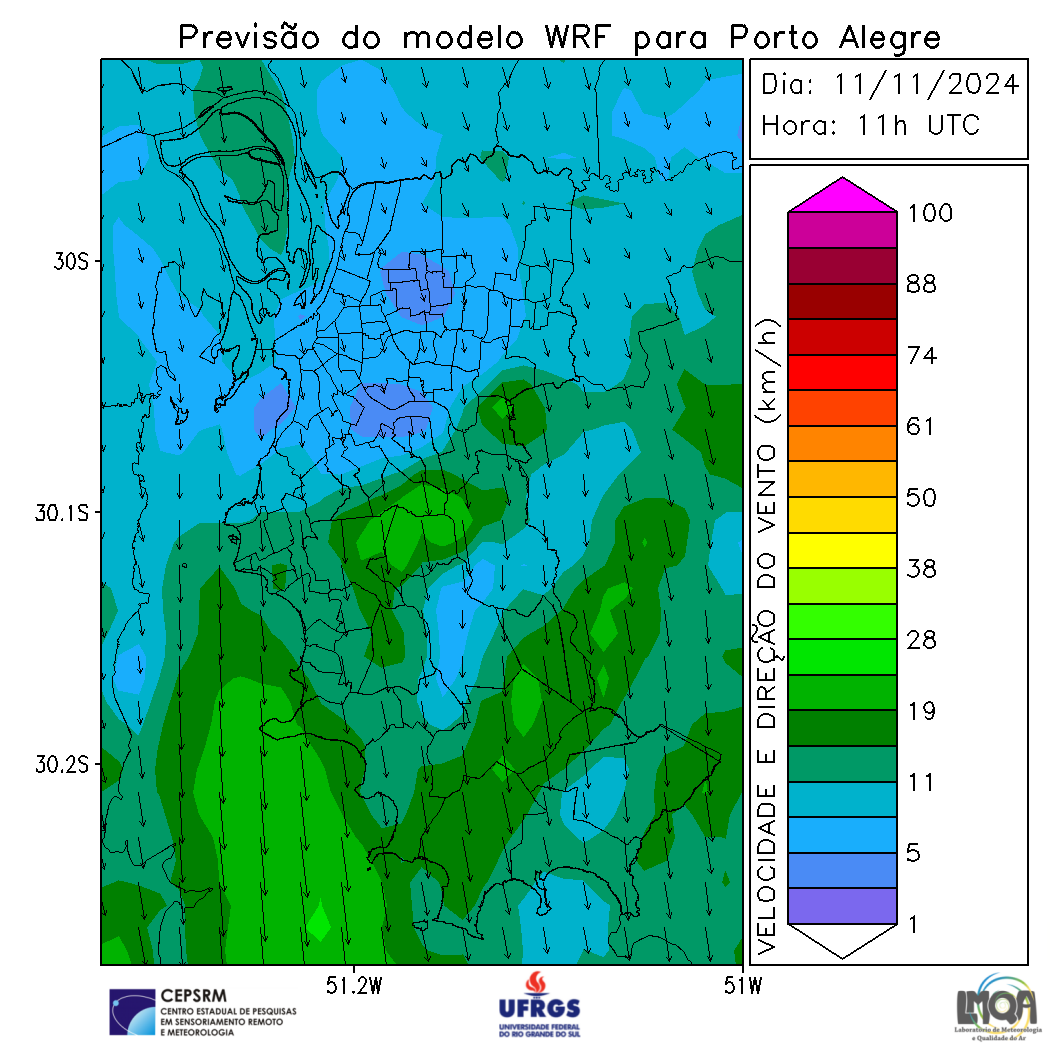 Previsão do modelo WRF para Porto Alegre
Dia: 11/11/2024
Hora: 11h UTC
30S
30.1S
30.2S
51.2W
51W
VELOCIDADE E DIREÇÃO DO VENTO (km/h)
100
88
74
61
50
38
28
19
11
5
1
CEPSRM
CENTRO ESTADUAL DE PESQUISAS
EM SENSORIAMENTO REMOTO
E METEOROLOGIA
UFRGS
UNIVERSIDADE FEDERAL
DO RIO GRANDE DO SUL
LMQA
Laboratório de Meteorologia
e Qualidade do Ar